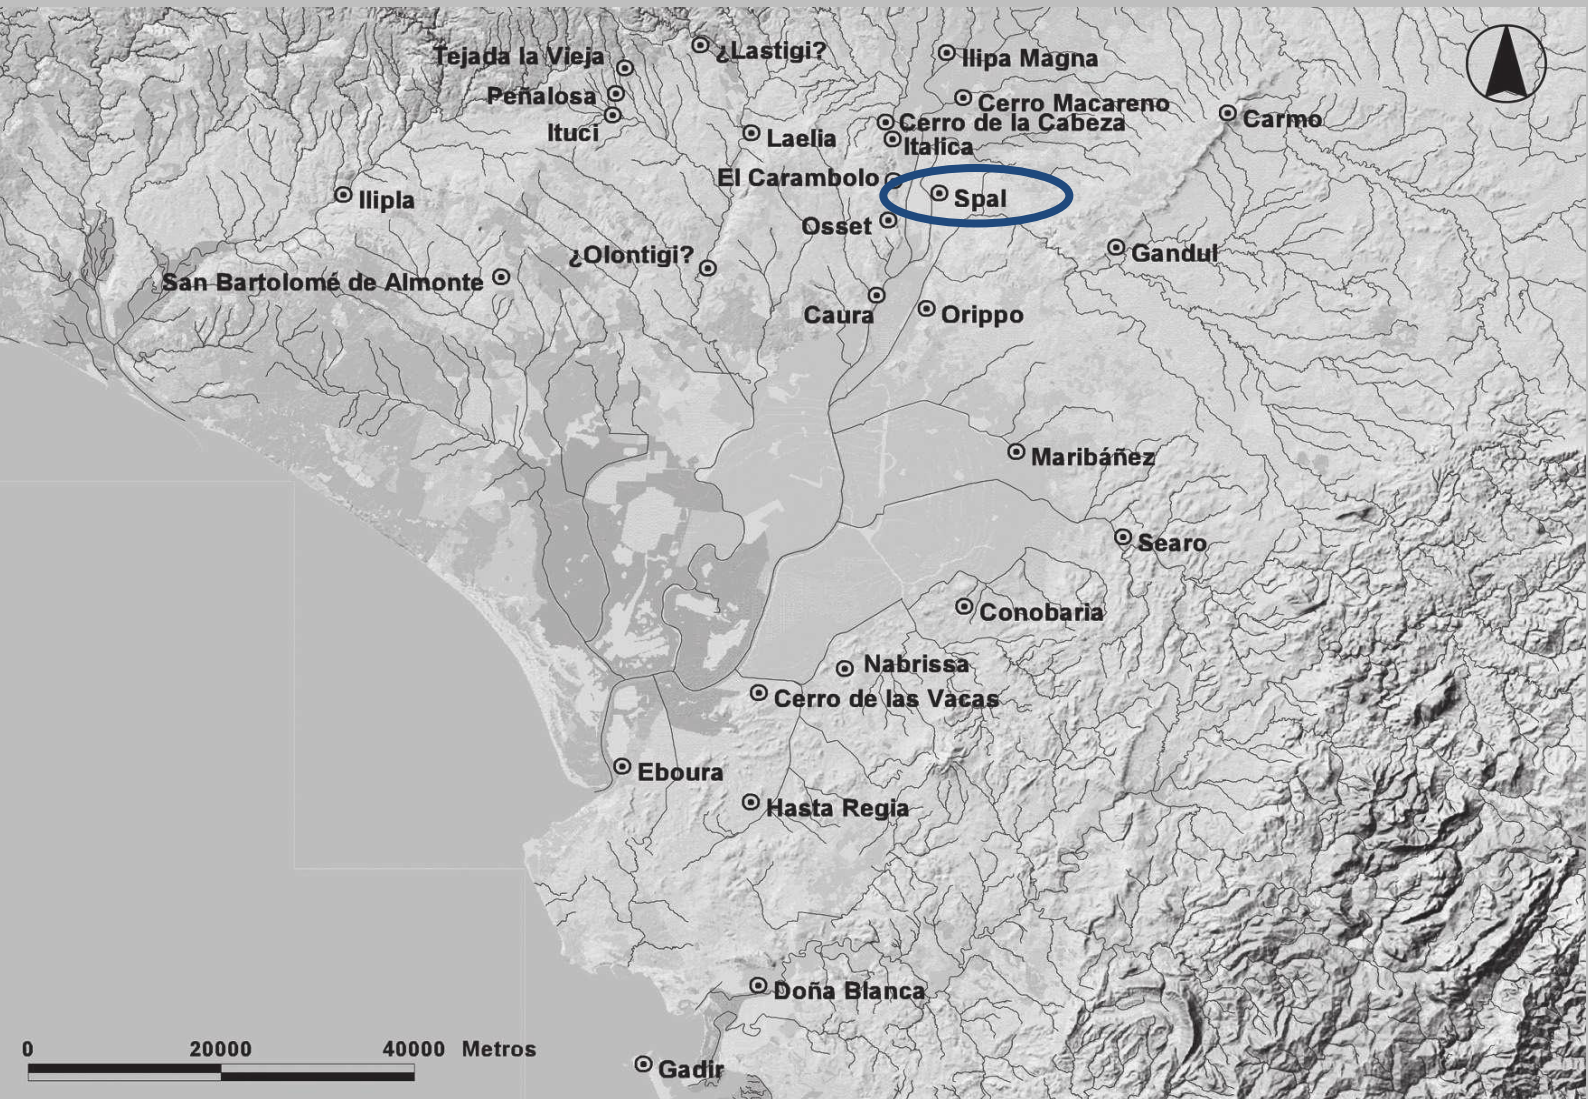 ¿Lastigi?
Tejada la Vieja
Ilipa Magna
Peñalosa
Cerro Macareno
Carmo
Cerro de la Cabeza
Ituci
Laelia
Italica
El Carambolo
Spal
Ilipla
Osset
Gandul
¿Olontigi?
San Bartolomé de Almonte
Caura
Orippo
Maribáñez
Searo
Conobaria
Nabrissa
Cerro de las Vacas
Eboura
Hasta Regia
Doña Blanca
0 20000 40000 Metros
Gadir